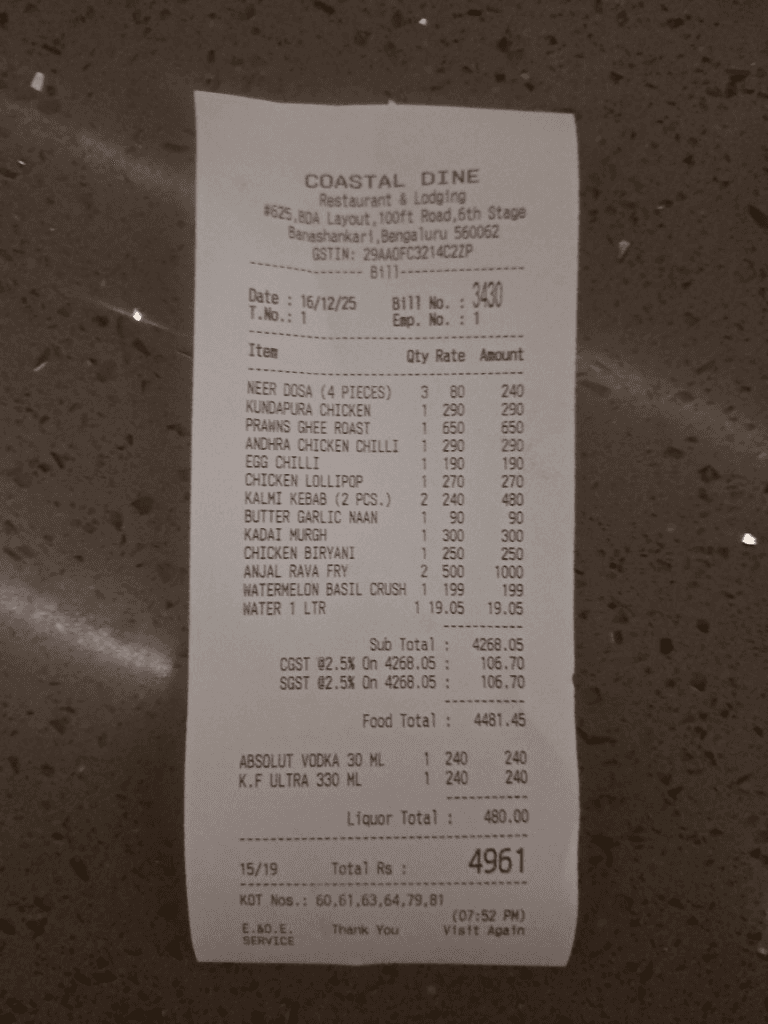 COASTAL DINE
Restaurant & Lodging
#625,BDA Layout,100ft Road,6th Stage
Banashankari,Bengaluru 560062
GSTIN: 29AAOFC3214C2ZP
------------- Bill--------------
Date : 16/12/25 Bill No. : 3430
T.No.: 1 Emp. No. : 1
Item Qty Rate Amount
NEER DOSA (4 PIECES) 3 80 240
KUNDAPURA CHICKEN 1 290 290
PRAWNS GHEE ROAST 1 650 650
ANDHRA CHICKEN CHILLI 1 290 290
EGG CHILLI 1 190 190
CHICKEN LOLLIPOP 1 270 270
KALMI KEBAB (2 PCS.) 2 240 480
BUTTER GARLIC NAAN 1 90 90
KADAI MURGH 1 300 300
CHICKEN BIRYANI 1 250 250
ANJAL RAVA FRY 2 500 1000
WATERMELON BASIL CRUSH 1 199 199
WATER 1 LTR 1 19.05 19.05
Sub Total : 4268.05
CGST @2.5% On 4268.05 : 106.70
SGST @2.5% On 4268.05 : 106.70
Food Total : 4481.45
ABSOLUT VODKA 30 ML 1 240 240
K.F ULTRA 330 ML 1 240 240
Liquor Total : 480.00
15/19 Total Rs : 4961
KOT Nos.: 60,61,63,64,79,81
(07:52 PM)
E.&O.E. Thank You Visit Again
SERVICE